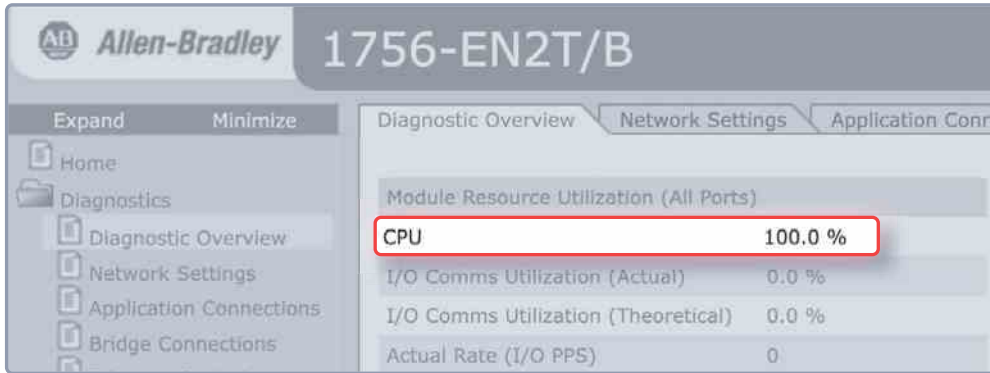 AB Allen-Bradley 1756-EN2T/B
Expand Minimize
Home
Diagnostics
Diagnostic Overview
Network Settings
Application Connections
Bridge Connections
Diagnostic Overview Network Settings Application Conn
Module Resource Utilization (All Ports)
CPU 100.0 %
I/O Comms Utilization (Actual) 0.0 %
I/O Comms Utilization (Theoretical) 0.0 %
Actual Rate (I/O PPS) 0